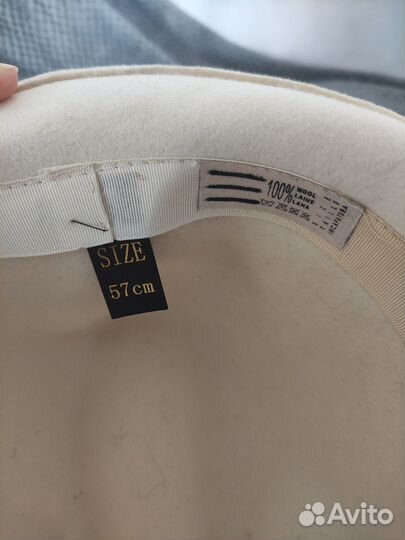 100% WOOL
LAINE
LANA
SIZE
57cm
Avito